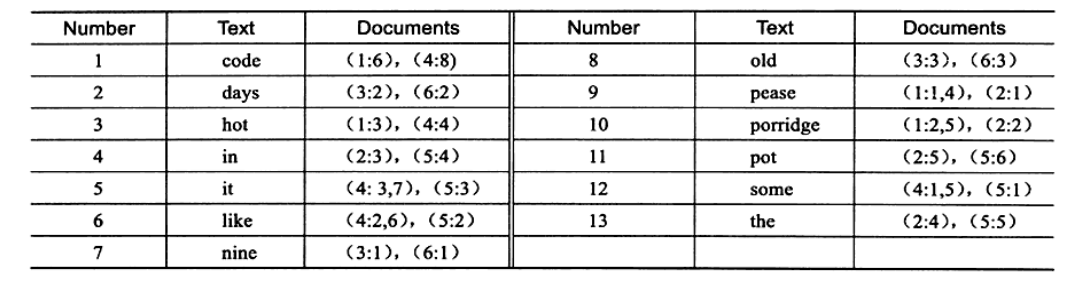 Number Text Documents Number Text Documents
1 code (1:6), (4:8) 8 old (3:3), (6:3)
2 days (3:2), (6:2) 9 pease (1:1,4), (2:1)
3 hot (1:3), (4:4) 10 porridge (1:2,5), (2:2)
4 in (2:3), (5:4) 11 pot (2:5), (5:6)
5 it (4: 3,7), (5:3) 12 some (4:1,5), (5:1)
6 like (4:2,6), (5:2) 13 the (2:4), (5:5)
7 nine (3:1), (6:1)